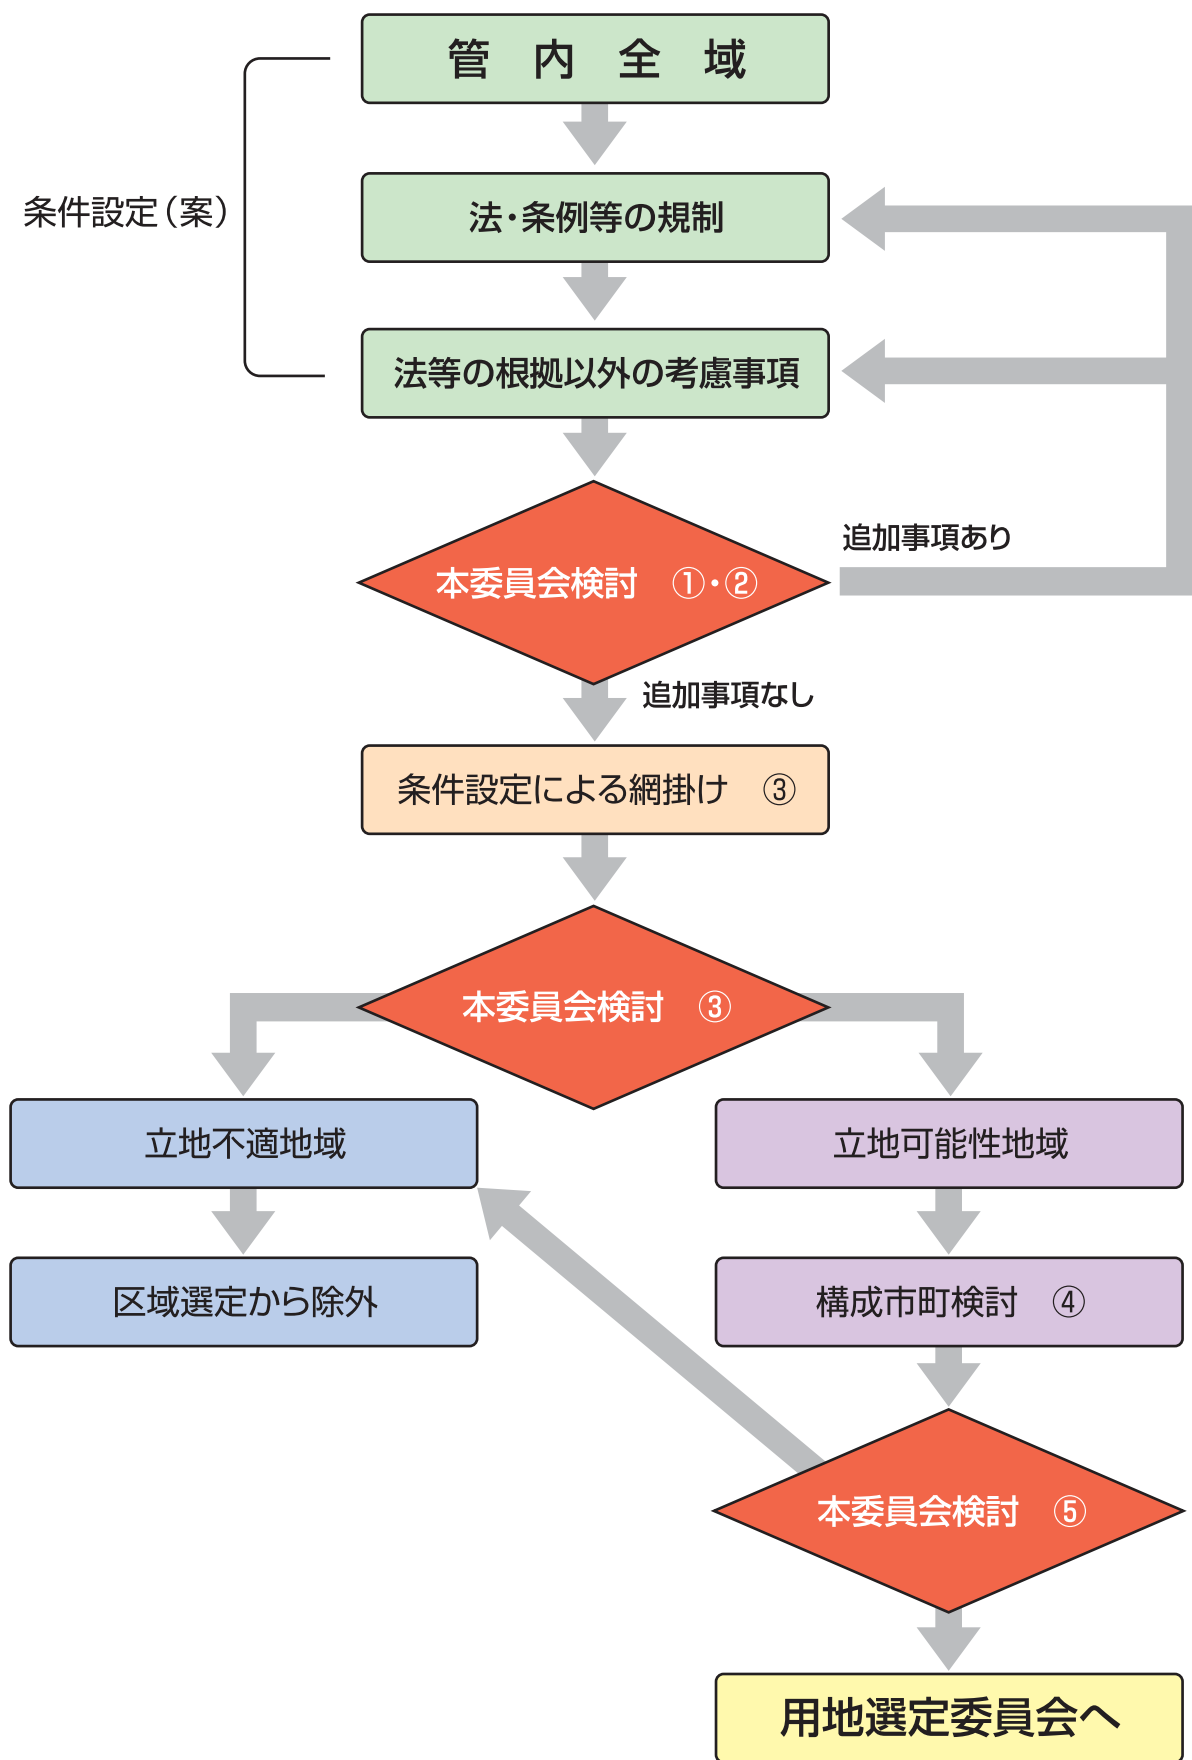 管　内　全　域
条件設定（案）
法・条例等の規制
法等の根拠以外の考慮事項
追加事項あり
本委員会検討　①・②
追加事項なし
条件設定による網掛け　③
本委員会検討　③
立地不適地域
立地可能性地域
区域選定から除外
構成市町検討　④
本委員会検討　⑤
用地選定委員会へ